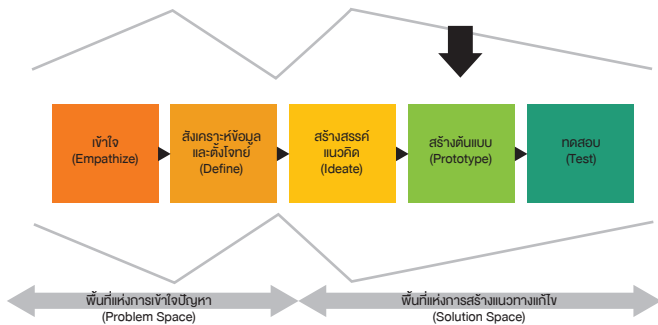 เข้าใจ
(Empathize)
สังเคราะห์ข้อมูล
และตั้งโจทย์
(Define)
สร้างสรรค์
แนวคิด
(Ideate)
สร้างต้นแบบ
(Prototype)
ทดสอบ
(Test)
พื้นที่แห่งการเข้าใจปัญหา
(Problem Space)
พื้นที่แห่งการสร้างแนวทางแก้ไข
(Solution Space)